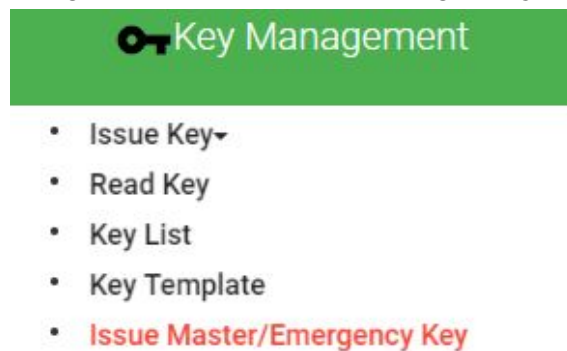 Key Management
• Issue Key
• Read Key
• Key List
• Key Template
• Issue Master/Emergency Key